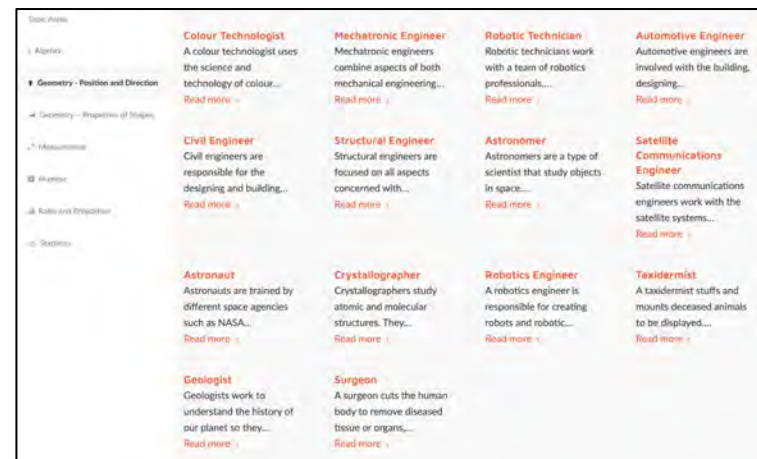 Topic Areas
Algebra
Geometry - Position and Direction
Geometry - Properties of Shapes
Measurement
Number
Ratio and Proportion
Statistics
Colour Technologist
A colour technologist uses
the science and
technology of colour...
Read more ›
Mechatronic Engineer
Mechatronic engineers
combine aspects of both
mechanical engineering...
Read more ›
Robotic Technician
Robotic technicians work
with a team of robotics
professionals,...
Read more ›
Automotive Engineer
Automotive engineers are
involved with the building,
designing...
Read more ›
Civil Engineer
Civil engineers are
responsible for the
designing and building...
Read more ›
Structural Engineer
Structural engineers are
focused on all aspects
concerned with...
Read more ›
Astronomer
Astronomers are a type of
scientist that study objects
in space....
Read more ›
Satellite
Communications
Engineer
Satellite communications
engineers work with the
satellite systems...
Read more ›
Astronaut
Astronauts are trained by
different space agencies
such as NASA...
Read more ›
Crystallographer
Crystallographers study
atomic and molecular
structures. They...
Read more ›
Robotics Engineer
A robotics engineer is
responsible for creating
robots and robotic...
Read more ›
Taxidermist
A taxidermist stuffs and
mounts deceased animals
to be displayed....
Read more ›
Geologist
Geologists work to
understand the history of
our planet so they...
Read more ›
Surgeon
A surgeon cuts the human
body to remove diseased
tissue or organs,...
Read more ›